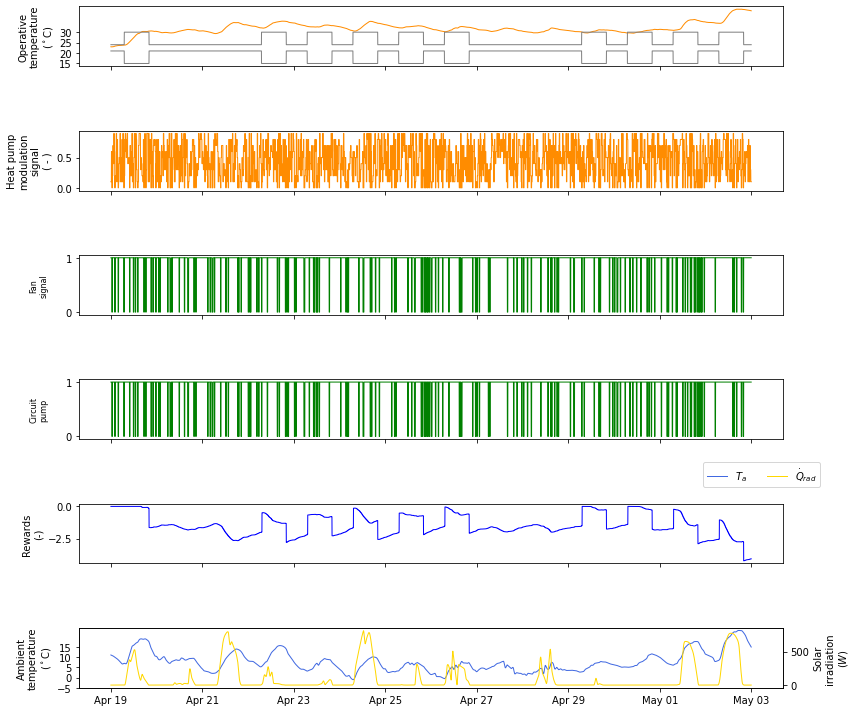 Operative
temperature
(°C)
30
25
20
15
Heat pump
modulation
signal
( - )
0.5
0.0
Fan
signal
1
0
Circuit
pump
1
0
T_a Q̇_rad
Rewards
(-)
0.0
−2.5
Ambient
temperature
(°C)
15
10
5
0
−5
500
0
Solar
irradiation
(W)
Apr 19 Apr 21 Apr 23 Apr 25 Apr 27 Apr 29 May 01 May 03